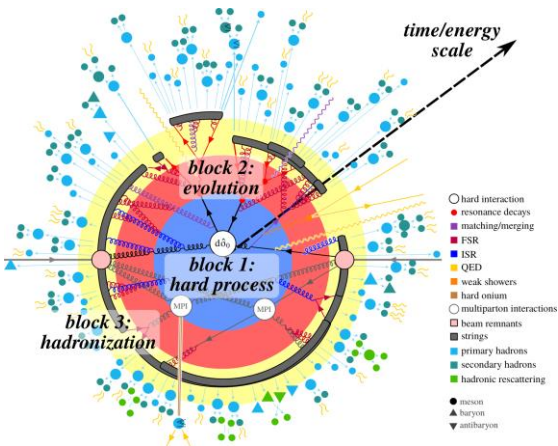 time/energy
scale
block 2:
evolution
dσ̂₀
block 1:
hard process
MPI
MPI
block 3:
hadronization
hard interaction
resonance decays
matching/merging
FSR
ISR
QED
weak showers
hard onium
multiparton interactions
beam remnants
strings
primary hadrons
secondary hadrons
hadronic rescattering
meson
baryon
antibaryon